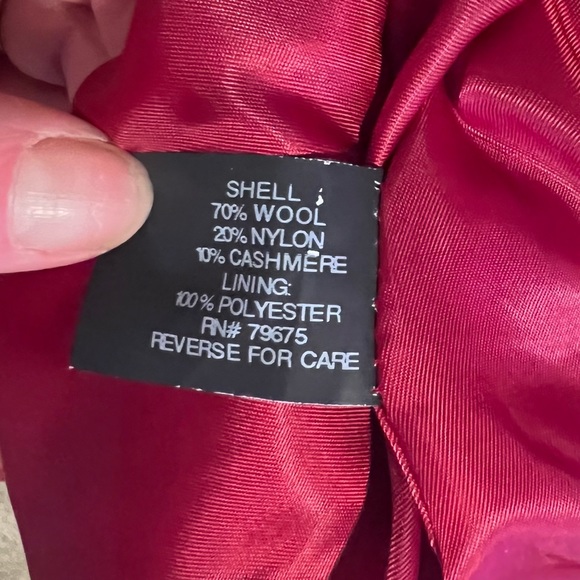 SHELL:
70% WOOL
20% NYLON
10% CASHMERE
LINING:
100% POLYESTER
RN# 79675
REVERSE FOR CARE